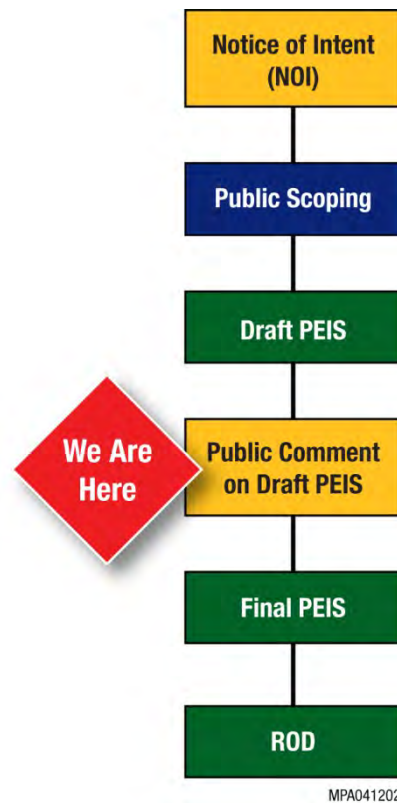 Notice of Intent
(NOI)
Public Scoping
Draft PEIS
We Are
Here
Public Comment
on Draft PEIS
Final PEIS
ROD
MPA041202